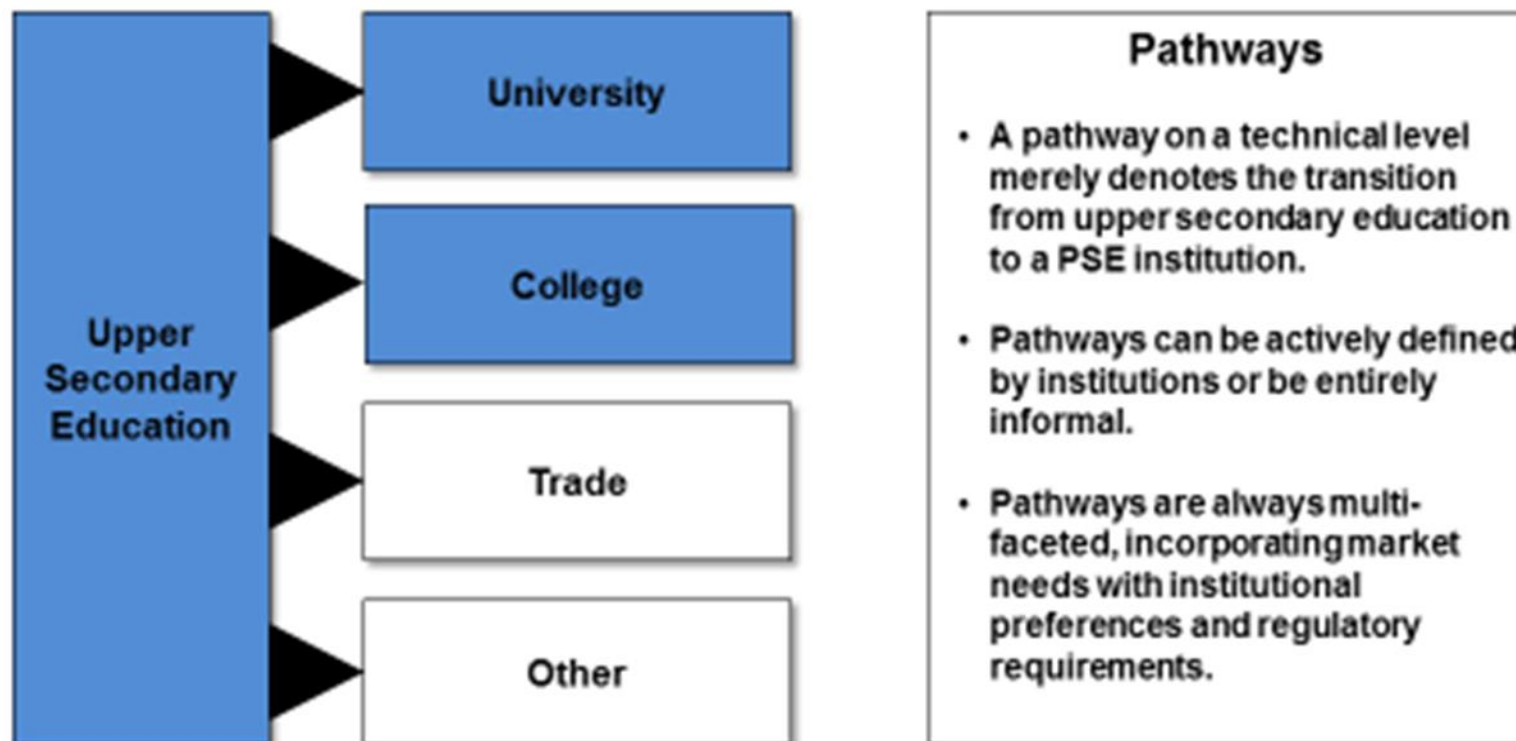 Upper
Secondary
Education
University
College
Trade
Other
Pathways
• A pathway on a technical level
merely denotes the transition
from upper secondary education
to a PSE institution.
• Pathways can be actively defined
by institutions or be entirely
informal.
• Pathways are always multi-
faceted, incorporating market
needs with institutional
preferences and regulatory
requirements.